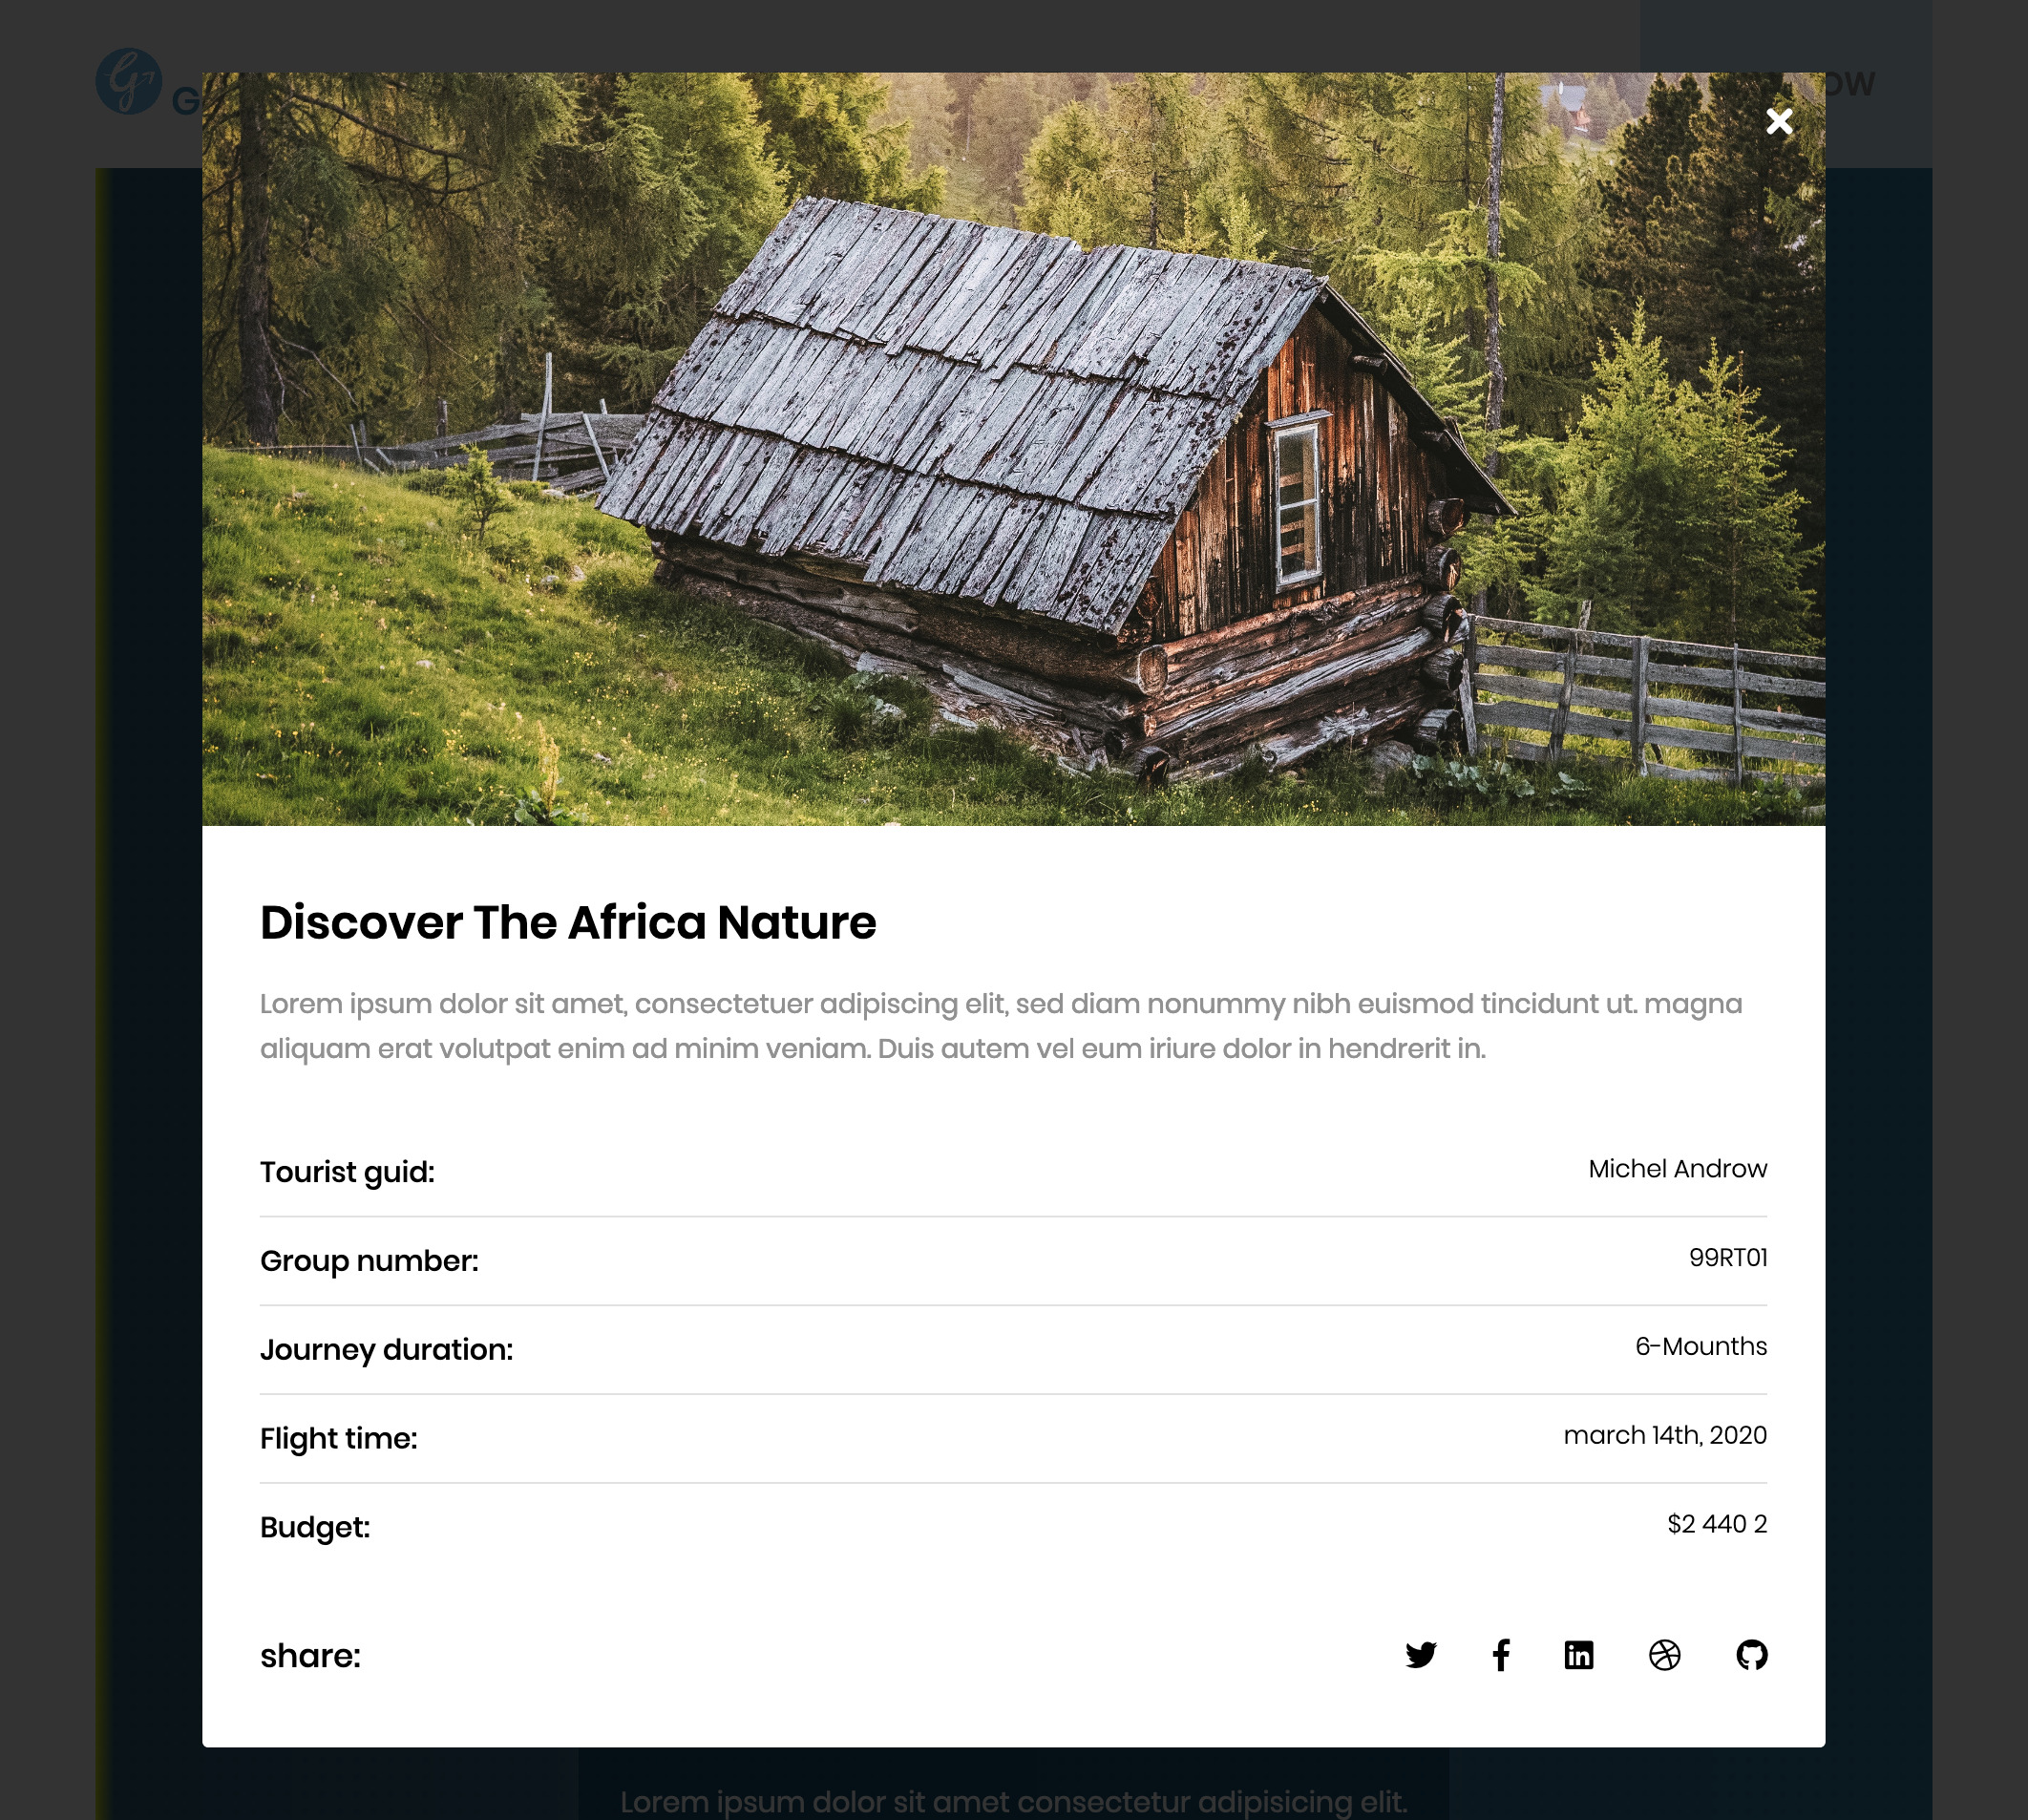 G
OW
Discover The Africa Nature
Lorem ipsum dolor sit amet, consectetuer adipiscing elit, sed diam nonummy nibh euismod tincidunt ut. magna
aliquam erat volutpat enim ad minim veniam. Duis autem vel eum iriure dolor in hendrerit in.
Tourist guid: Michel Androw
Group number: 99RT01
Journey duration: 6-Mounths
Flight time: march 14th, 2020
Budget: $2 440 2
share:
Lorem ipsum dolor sit amet consectetur adipisicing elit.